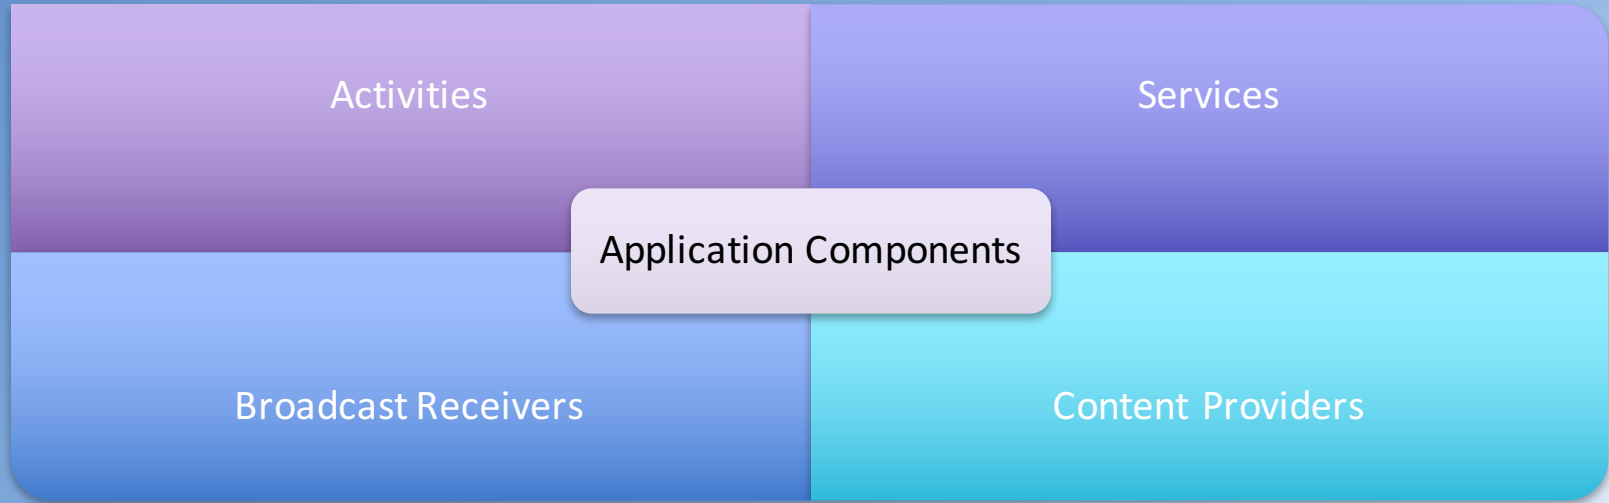 Activities
Services
Application Components
Broadcast Receivers
Content Providers